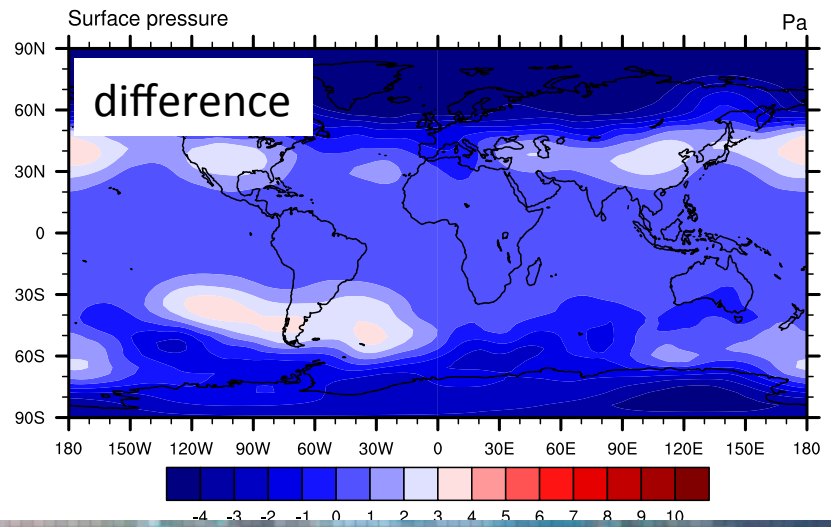 Surface pressure Pa
90N
difference
60N
30N
0
30S
60S
90S
180 150W 120W 90W 60W 30W 0 30E 60E 90E 120E 150E 180
-4 -3 -2 -1 0 1 2 3 4 5 6 7 8 9 10